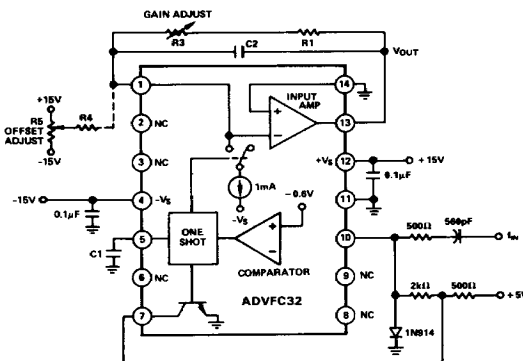 GAIN ADJUST
R3
R1
C2
VOUT
+15V
R5
OFFSET
ADJUST
R4
-15V
1
14
INPUT
AMP
+
-
2
NC
13
3
NC
+VS
12
+15V
0.1µF
1mA
-VS
-0.6V
-15V
4
-VS
0.1µF
11
C1
5
ONE
SHOT
+
-
COMPARATOR
10
500Ω
560pF
fIN
6
NC
ADVFC32
9
NC
2kΩ
500Ω
+5V
7
8
NC
1N914